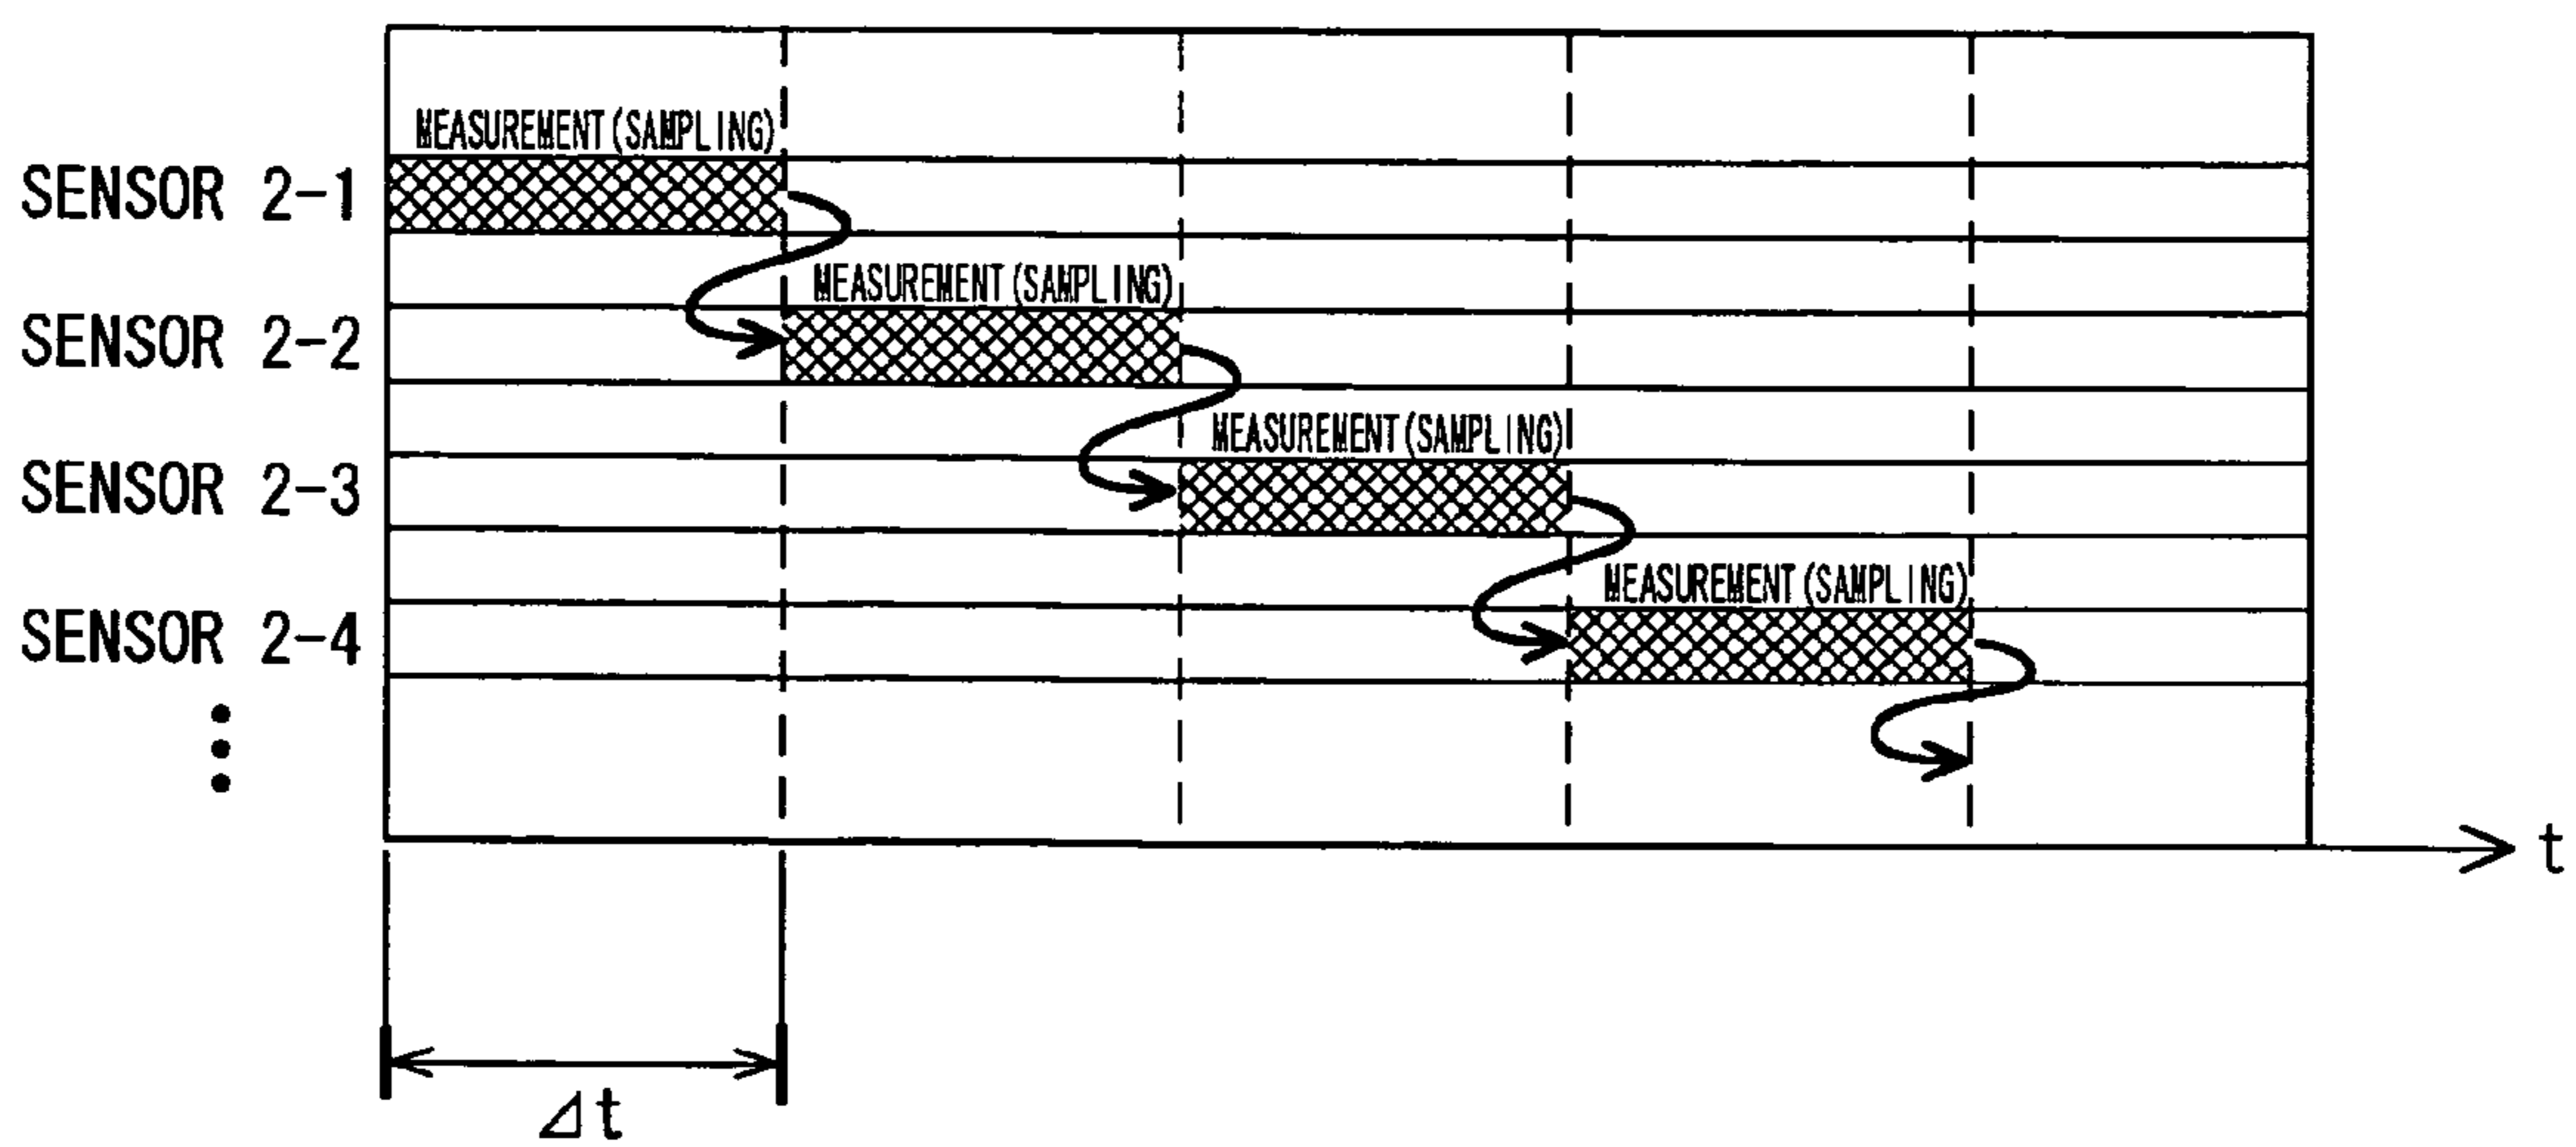 MEASUREMENT(SAMPLING)
SENSOR 2-1
MEASUREMENT(SAMPLING)
SENSOR 2-2
MEASUREMENT(SAMPLING)
SENSOR 2-3
MEASUREMENT(SAMPLING)
SENSOR 2-4
t
Δt